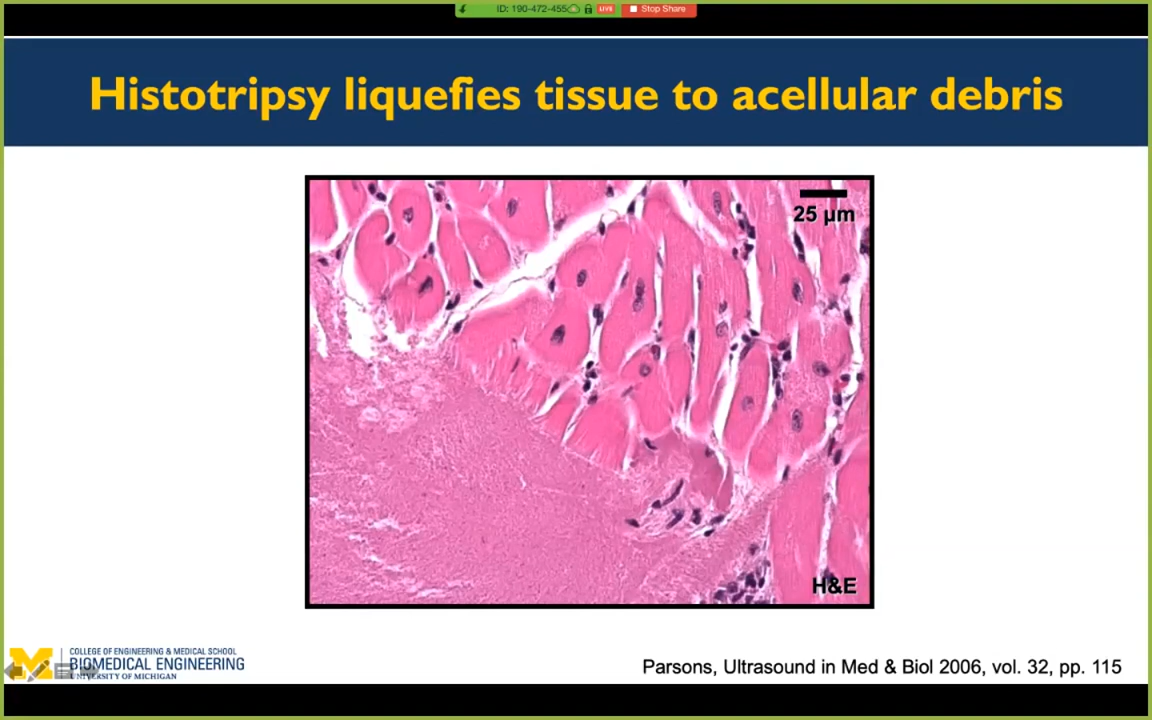 ID: 190-472-455
LIVE
Stop Share
Histotripsy liquefies tissue to acellular debris
25 µm
H&E
M
COLLEGE OF ENGINEERING & MEDICAL SCHOOL
BIOMEDICAL ENGINEERING
UNIVERSITY OF MICHIGAN
Parsons, Ultrasound in Med & Biol 2006, vol. 32, pp. 115